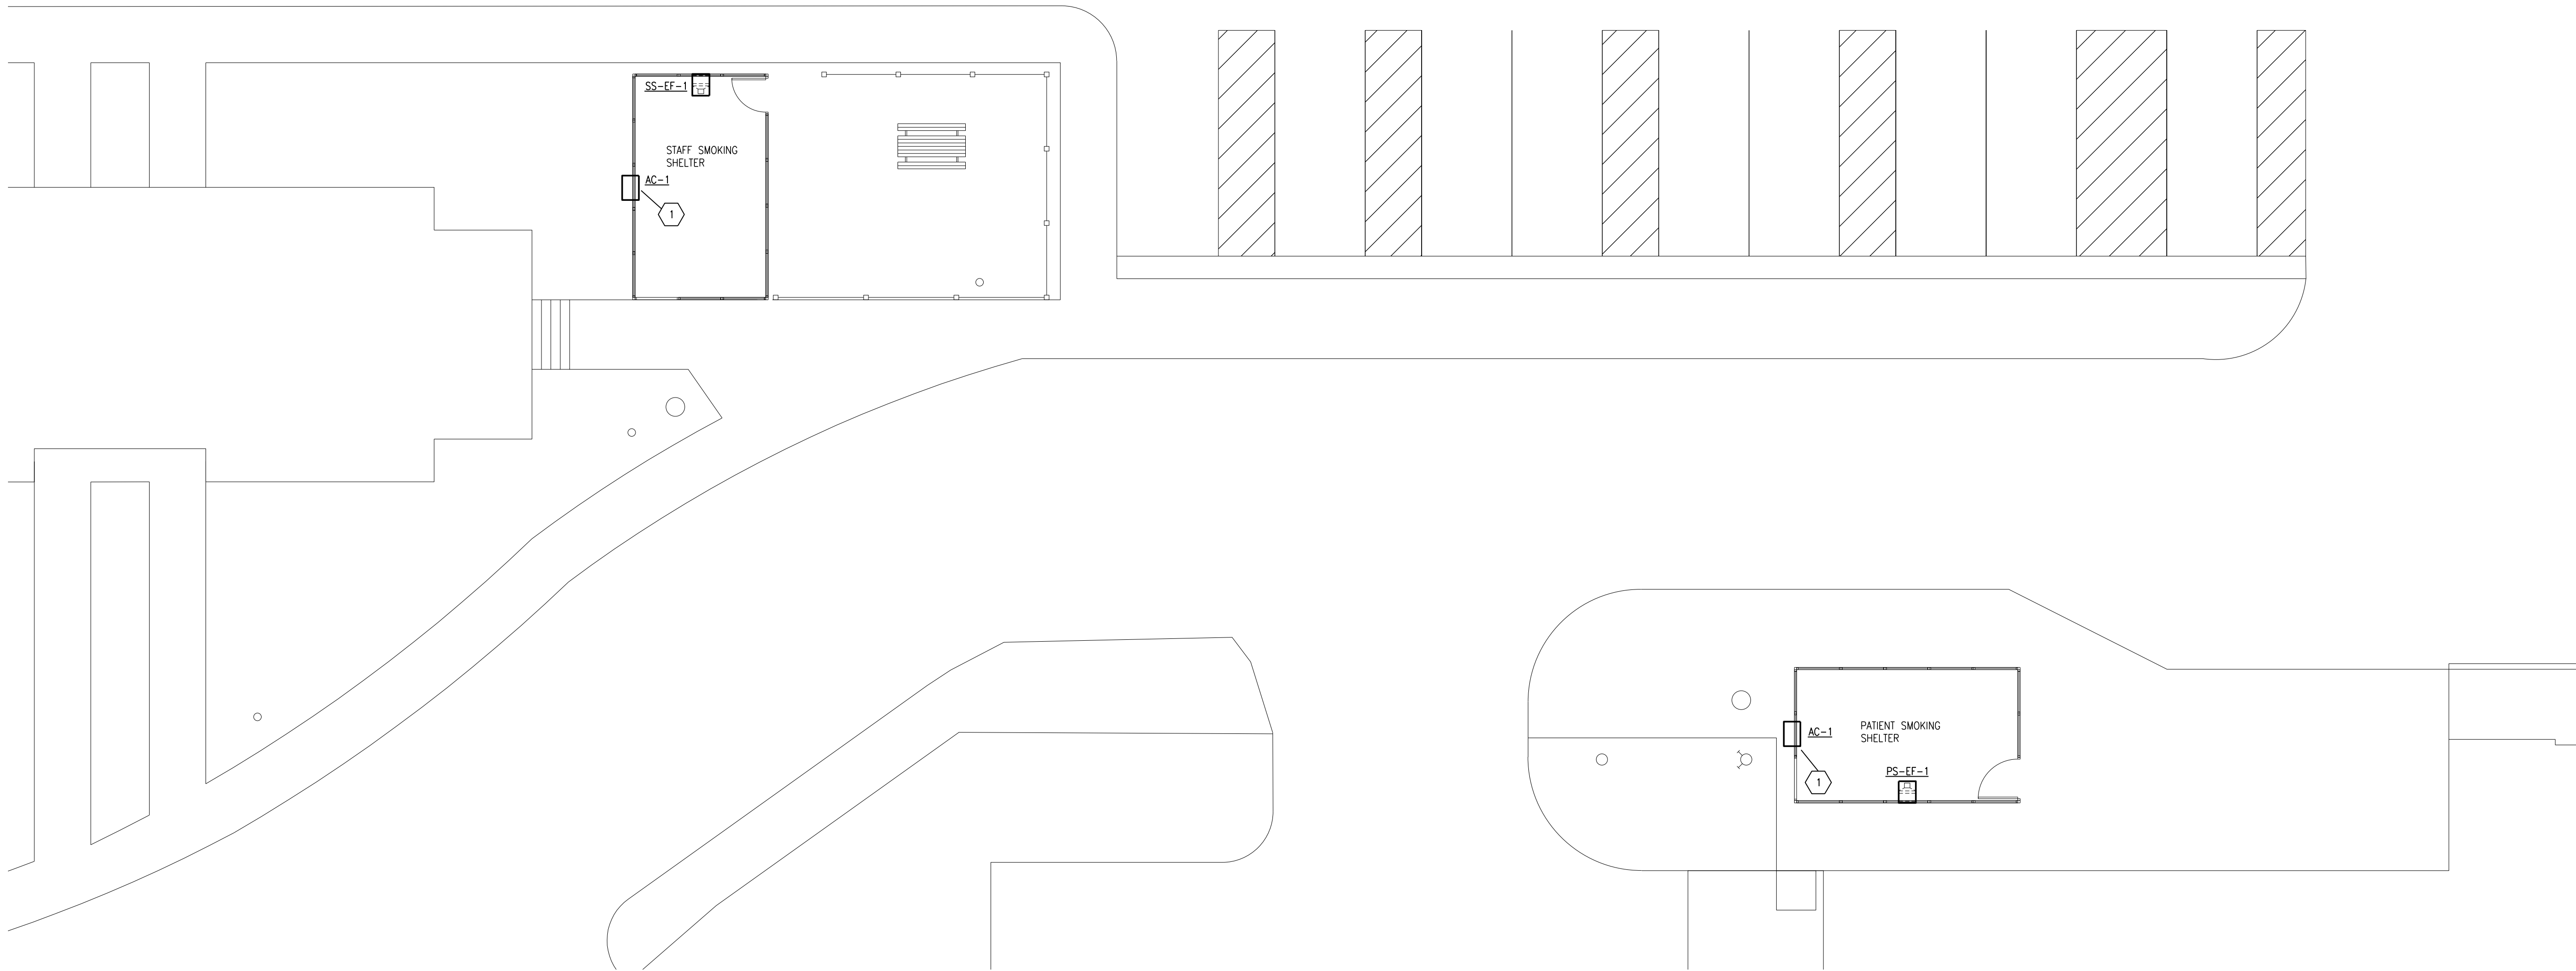 SS-EF-1
STAFF SMOKING
SHELTER
AC-1
1
PATIENT SMOKING
SHELTER
AC-1
PS-EF-1
1